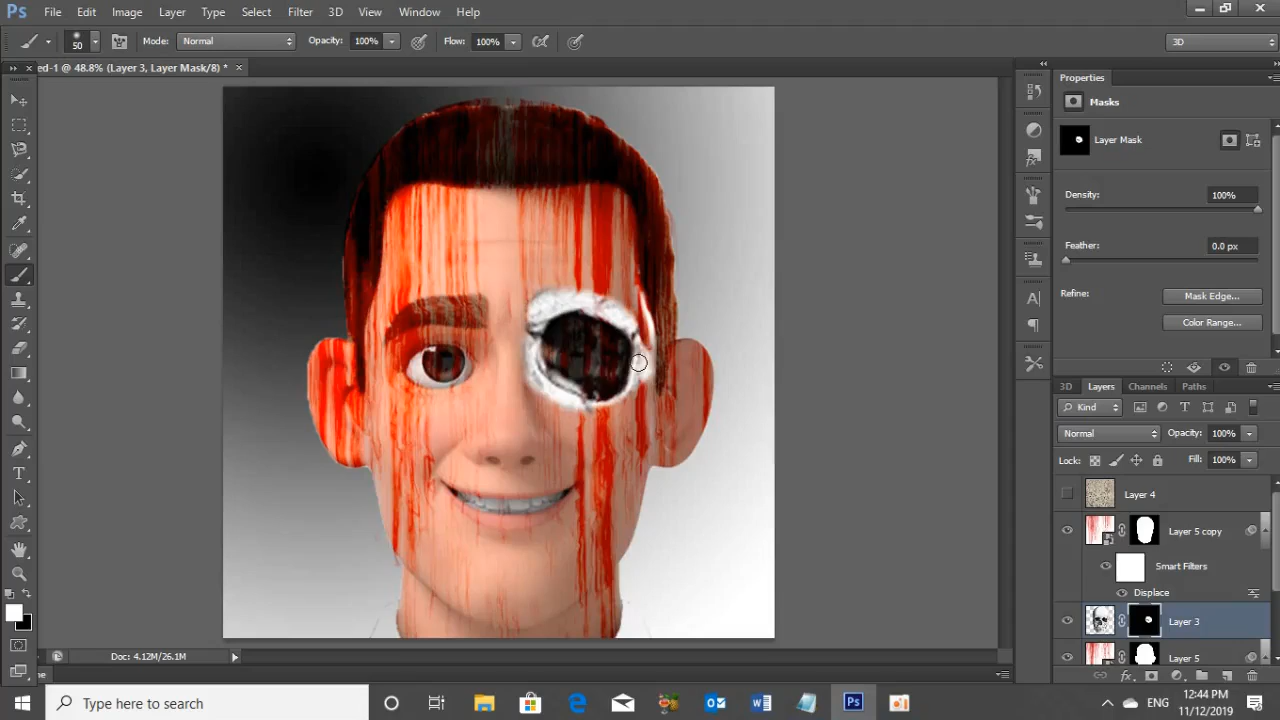 Ps File Edit Image Layer Type Select Filter 3D View Window Help
50 Mode: Normal Opacity: 100% Flow: 100% 3D
ed-1 @ 48.8% (Layer 3, Layer Mask/8) * ×
Properties
Masks
Layer Mask
Density: 100%
Feather: 0.0 px
Refine: Mask Edge...
Color Range...
3D Layers Channels Paths
Kind
Normal Opacity: 100%
Lock: Fill: 100%
Layer 4
Layer 5 copy
Smart Filters
Displace
Layer 3
Layer 5
Doc: 4.12M/26.1M
ne
Type here to search
ENG
12:44 PM
11/12/2019